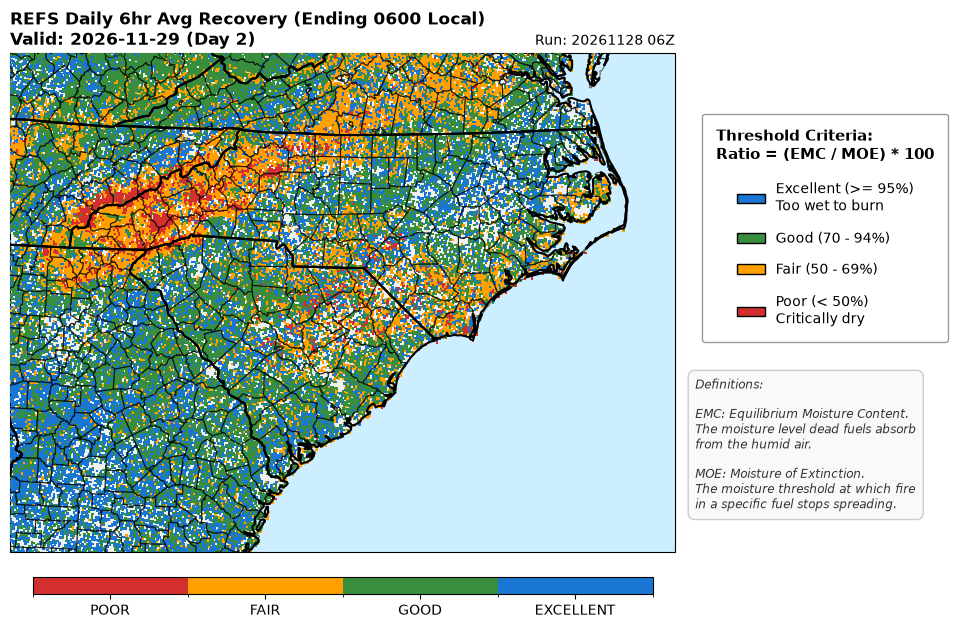 REFS Daily 6hr Avg Recovery (Ending 0600 Local)
Valid: 2026-11-29 (Day 2)
Run: 20261128 06Z
Threshold Criteria:
Ratio = (EMC / MOE) * 100
Excellent (>= 95%)
Too wet to burn
Good (70 - 94%)
Fair (50 - 69%)
Poor (< 50%)
Critically dry
Definitions:
EMC: Equilibrium Moisture Content.
The moisture level dead fuels absorb
from the humid air.
MOE: Moisture of Extinction.
The moisture threshold at which fire
in a specific fuel stops spreading.
POOR
FAIR
GOOD
EXCELLENT